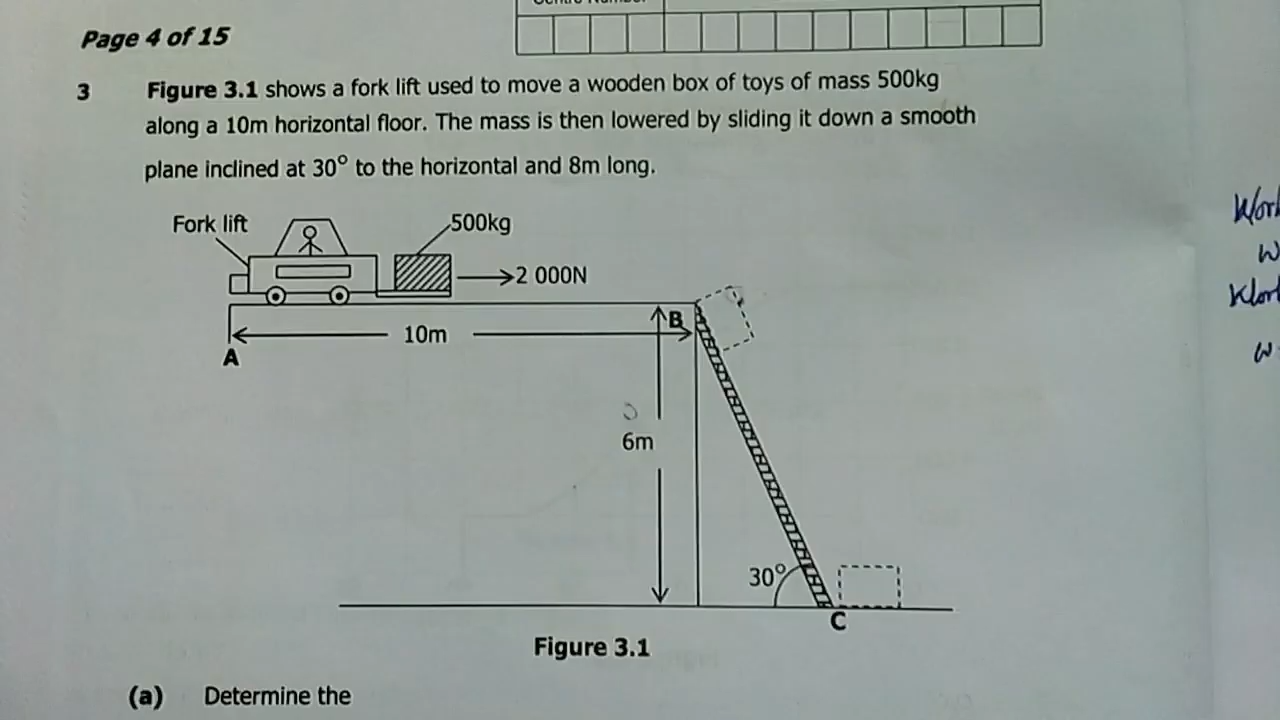 Page 4 of 15
3 Figure 3.1 shows a fork lift used to move a wooden box of toys of mass 500kg
along a 10m horizontal floor. The mass is then lowered by sliding it down a smooth
plane inclined at 30° to the horizontal and 8m long.
Fork lift
500kg
2 000N
B
10m
A
6m
30°
C
Figure 3.1
(a) Determine the